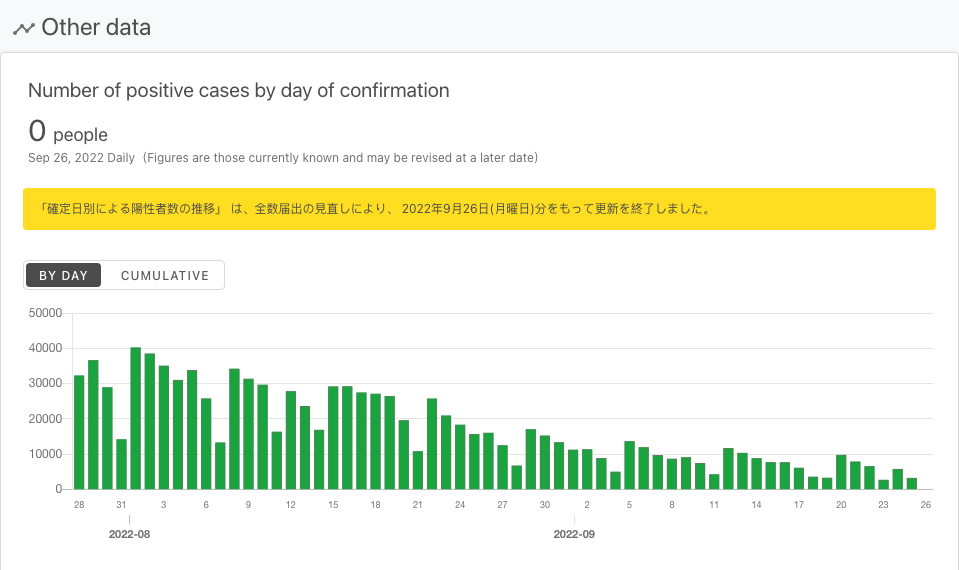 Other data
Number of positive cases by day of confirmation
0 people
Sep 26, 2022 Daily (Figures are those currently known and may be revised at a later date)
「確定日別による陽性者数の推移」 は、全数届出の見直しにより、 2022年9月26日(月曜日)分をもって更新を終了しました。
BY DAY CUMULATIVE
50000
40000
30000
20000
10000
0
28 31 3 6 9 12 15 18 21 24 27 30 2 5 8 11 14 17 20 23 26
2022-08 2022-09